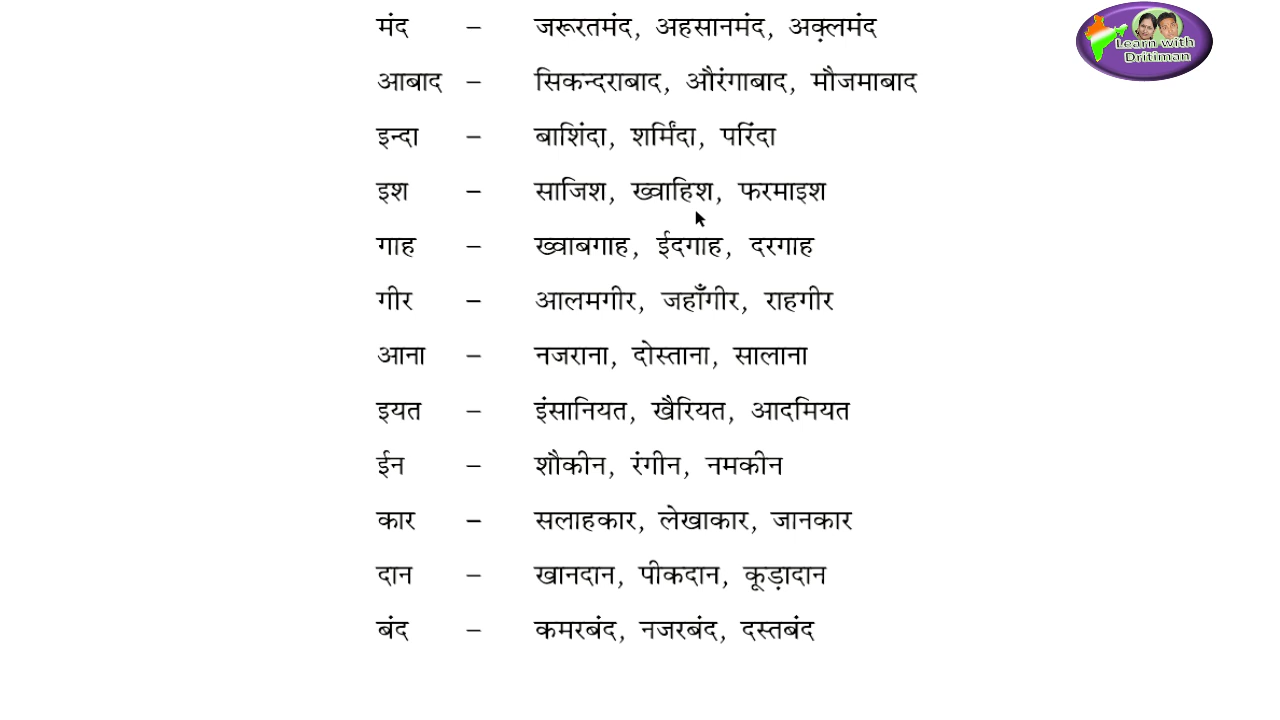 मंद – जरूरतमंद, अहसानमंद, अक़्लमंद
आबाद – सिकन्दराबाद, औरंगाबाद, मौजमाबाद
इन्दा – बाशिंदा, शर्मिंदा, परिंदा
इश – साजिश, ख्वाहिश, फरमाइश
गाह – ख्वाबगाह, ईदगाह, दरगाह
गीर – आलमगीर, जहाँगीर, राहगीर
आना – नजराना, दोस्ताना, सालाना
इयत – इंसानियत, खैरियत, आदमियत
ईन – शौकीन, रंगीन, नमकीन
कार – सलाहकार, लेखाकार, जानकार
दान – खानदान, पीकदान, कूड़ादान
बंद – कमरबंद, नजरबंद, दस्तबंद
Learn with
Dritiman